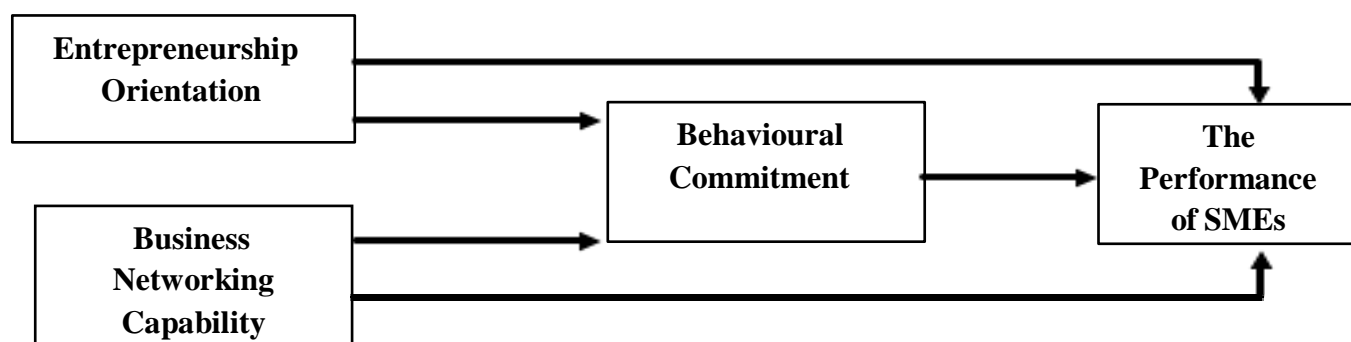 Entrepreneurship
Orientation
Behavioural
Commitment
The
Performance
of SMEs
Business
Networking
Capability